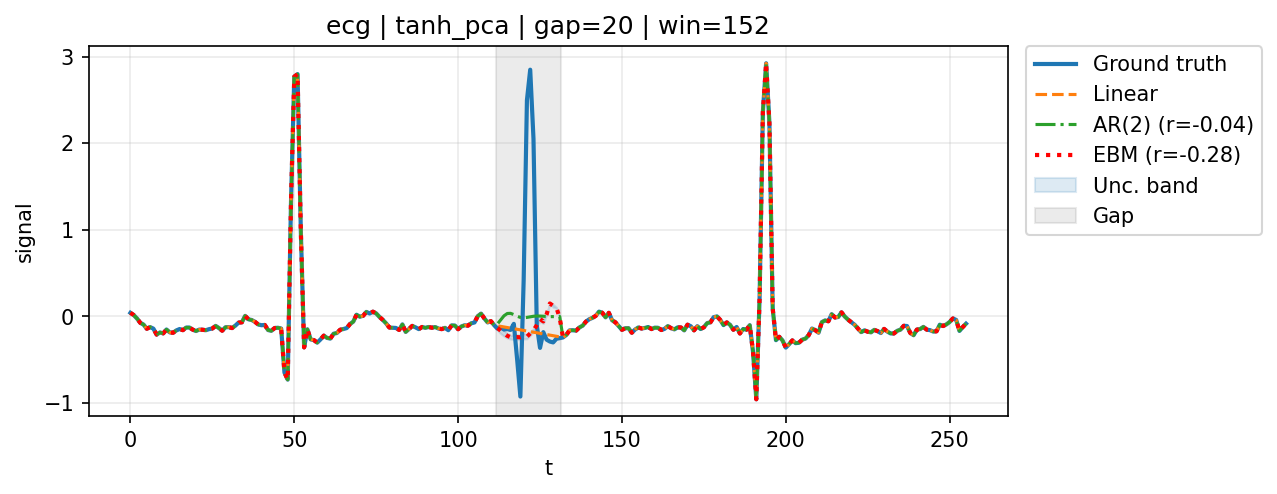 ecg | tanh_pca | gap=20 | win=152
3
2
1
0
−1
signal
0
50
100
150
200
250
t
Ground truth
Linear
AR(2) (r=-0.04)
EBM (r=-0.28)
Unc. band
Gap